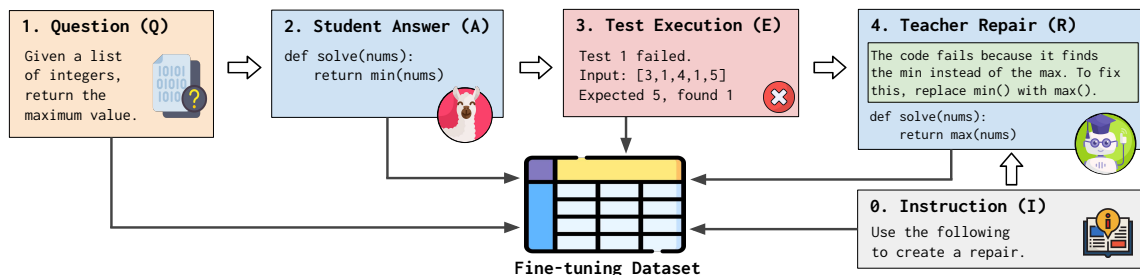 1. Question (Q)
Given a list
of integers,
return the
maximum value.
10101
01010
101
?
2. Student Answer (A)
def solve(nums):
return min(nums)
3. Test Execution (E)
Test 1 failed.
Input: [3,1,4,1,5]
Expected 5, found 1
4. Teacher Repair (R)
The code fails because it finds
the min instead of the max. To fix
this, replace min() with max().
def solve(nums):
return max(nums)
0. Instruction (I)
Use the following
to create a repair.
i
Fine-tuning Dataset